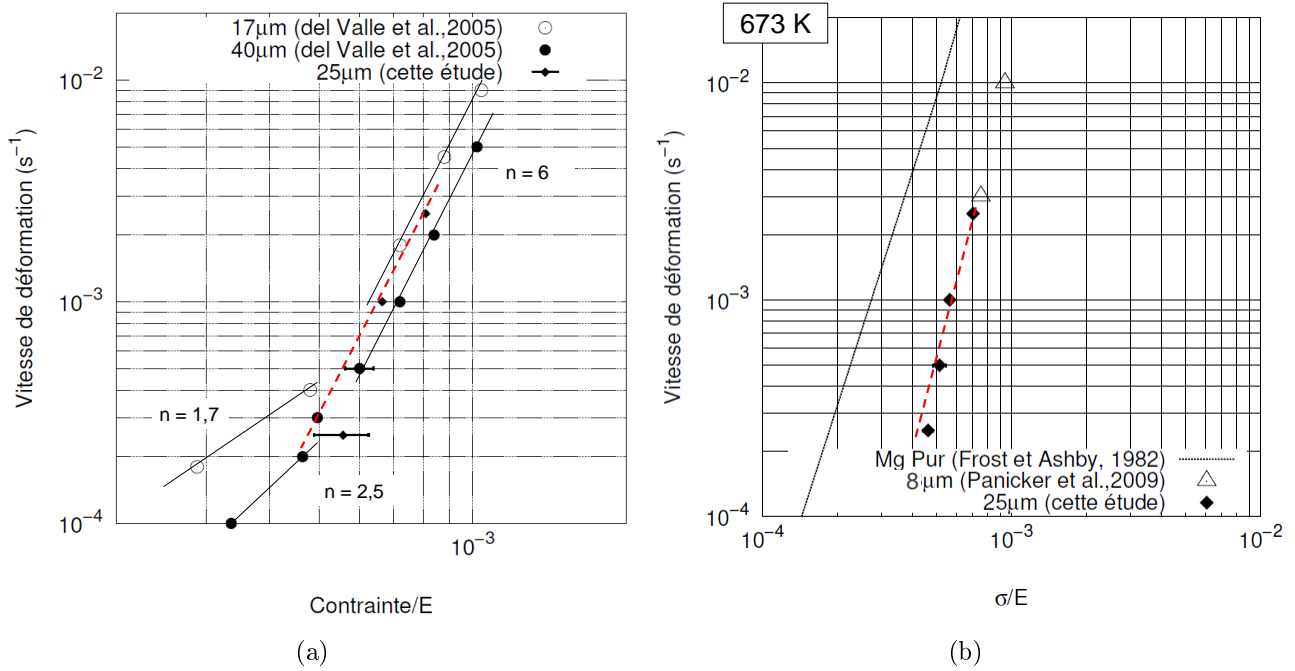 17μm (del Valle et al.,2005)
40μm (del Valle et al.,2005)
25μm (cette étude)
10⁻²
10⁻³
10⁻⁴
Vitesse de déformation (s⁻¹)
n = 6
n = 1,7
n = 2,5
10⁻³
Contrainte/E
(a)
673 K
10⁻²
10⁻³
10⁻⁴
Vitesse de déformation (s⁻¹)
Mg Pur (Frost et Ashby, 1982)
8μm (Panicker et al.,2009)
25μm (cette étude)
10⁻⁴
10⁻³
10⁻²
σ/E
(b)